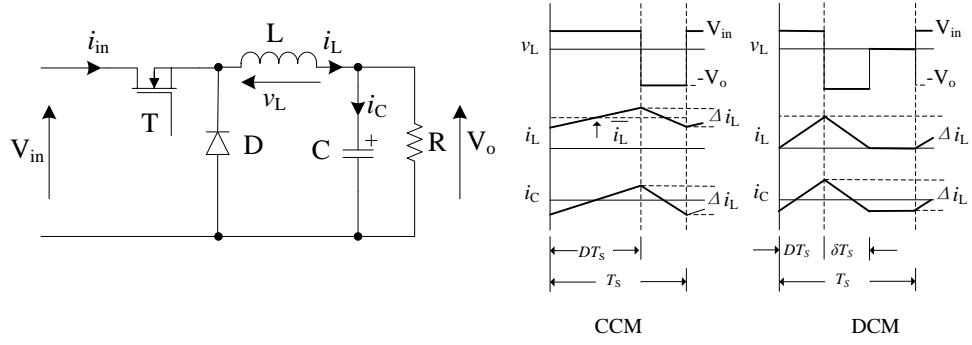 i_in
L
i_L
v_L
i_C
T
V_in
D
C
+
R
V_o
V_in
v_L
-V_o
Δ i_L
i_L
i_L
i_C
Δ i_L
DT_S
T_S
CCM
V_in
v_L
-V_o
i_L
Δ i_L
i_C
Δ i_L
DT_S
δT_S
T_S
DCM